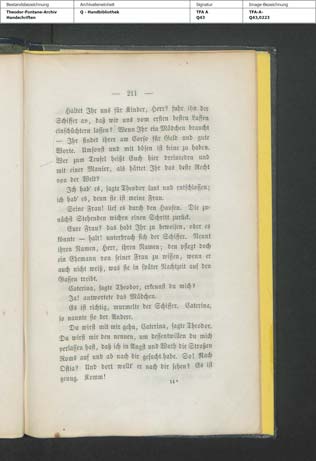 Bestandsbezeichnung
Archivalieneinheit
Signatur
Image-Bezeichnung
Theodor-Fontane-Archiv
Handschriften
Q - Handbibliothek
TFA A
Q43
TFA-A-
Q43,0223
— 211 —
Haltet Ihr uns für Kinder, Herr? fuhr ihn der
Schiffer an, daß wir uns vom ersten besten Laffen
einschüchtern lassen? Wenn Ihr ein Mädchen braucht
— Ihr findet ihrer am Corso für Geld und gute
Worte. Umsonst und mit bösen ist keine zu haben.
Wer zum Teufel heißt Euch hier dreinreden und
mit einer Manier, als hättet Ihr das beste Recht
von der Welt?
Ich hab' es, sagte Theodor laut und entschlossen;
ich hab' es, denn sie ist meine Frau.
Seine Frau! lief es durch den Haufen. Die zu-
nächst Stehenden wichen einen Schritt zurück.
Eure Frau? das habt Ihr zu beweisen, oder es
könnte — halt! unterbrach sich der Schiffer. Nennt
ihren Namen, Herr, ihren Namen; den pflegt doch
ein Ehemann von seiner Frau zu wissen, wenn er
auch nicht weiß, was sie in später Nachtzeit auf den
Gassen treibt.
Caterina, sagte Theodor, erkennst du mich?
Ja! antwortete das Mädchen.
Es ist richtig, murmelte der Schiffer. Caterina,
so nannte sie der Andere.
Du wirst mit mir gehn, Caterina, sagte Theodor.
Du wirst mir den nennen, um dessentwillen du mich
verlassen hast, daß ich in Angst und Wuth die Straßen
Roms auf und ab nach dir gesucht habe. So! Nach
Ostia? Und dort wollt' er nach dir sehen? Es ist
genug. Komm!
14*